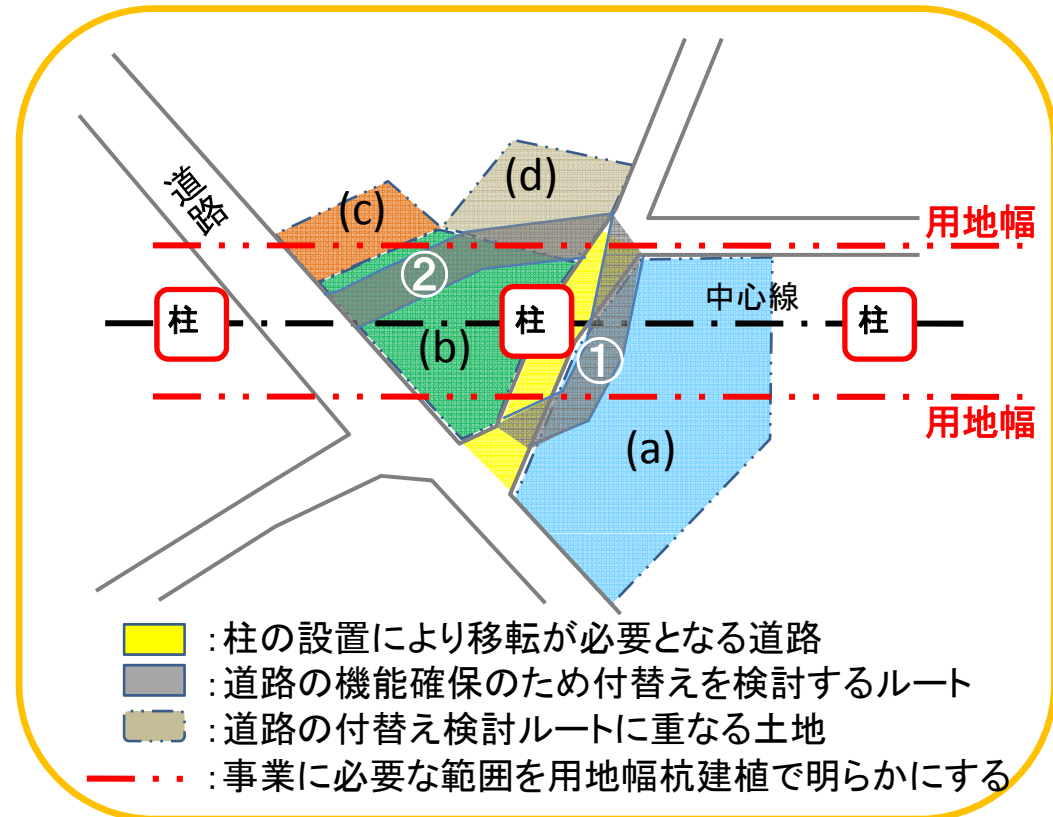 道路
(c)
(d)
用地幅
②
中心線
柱
柱
柱
(b)
①
用地幅
(a)
：柱の設置により移転が必要となる道路
：道路の機能確保のため付替えを検討するルート
：道路の付替え検討ルートに重なる土地
：事業に必要な範囲を用地幅杭建植で明らかにする